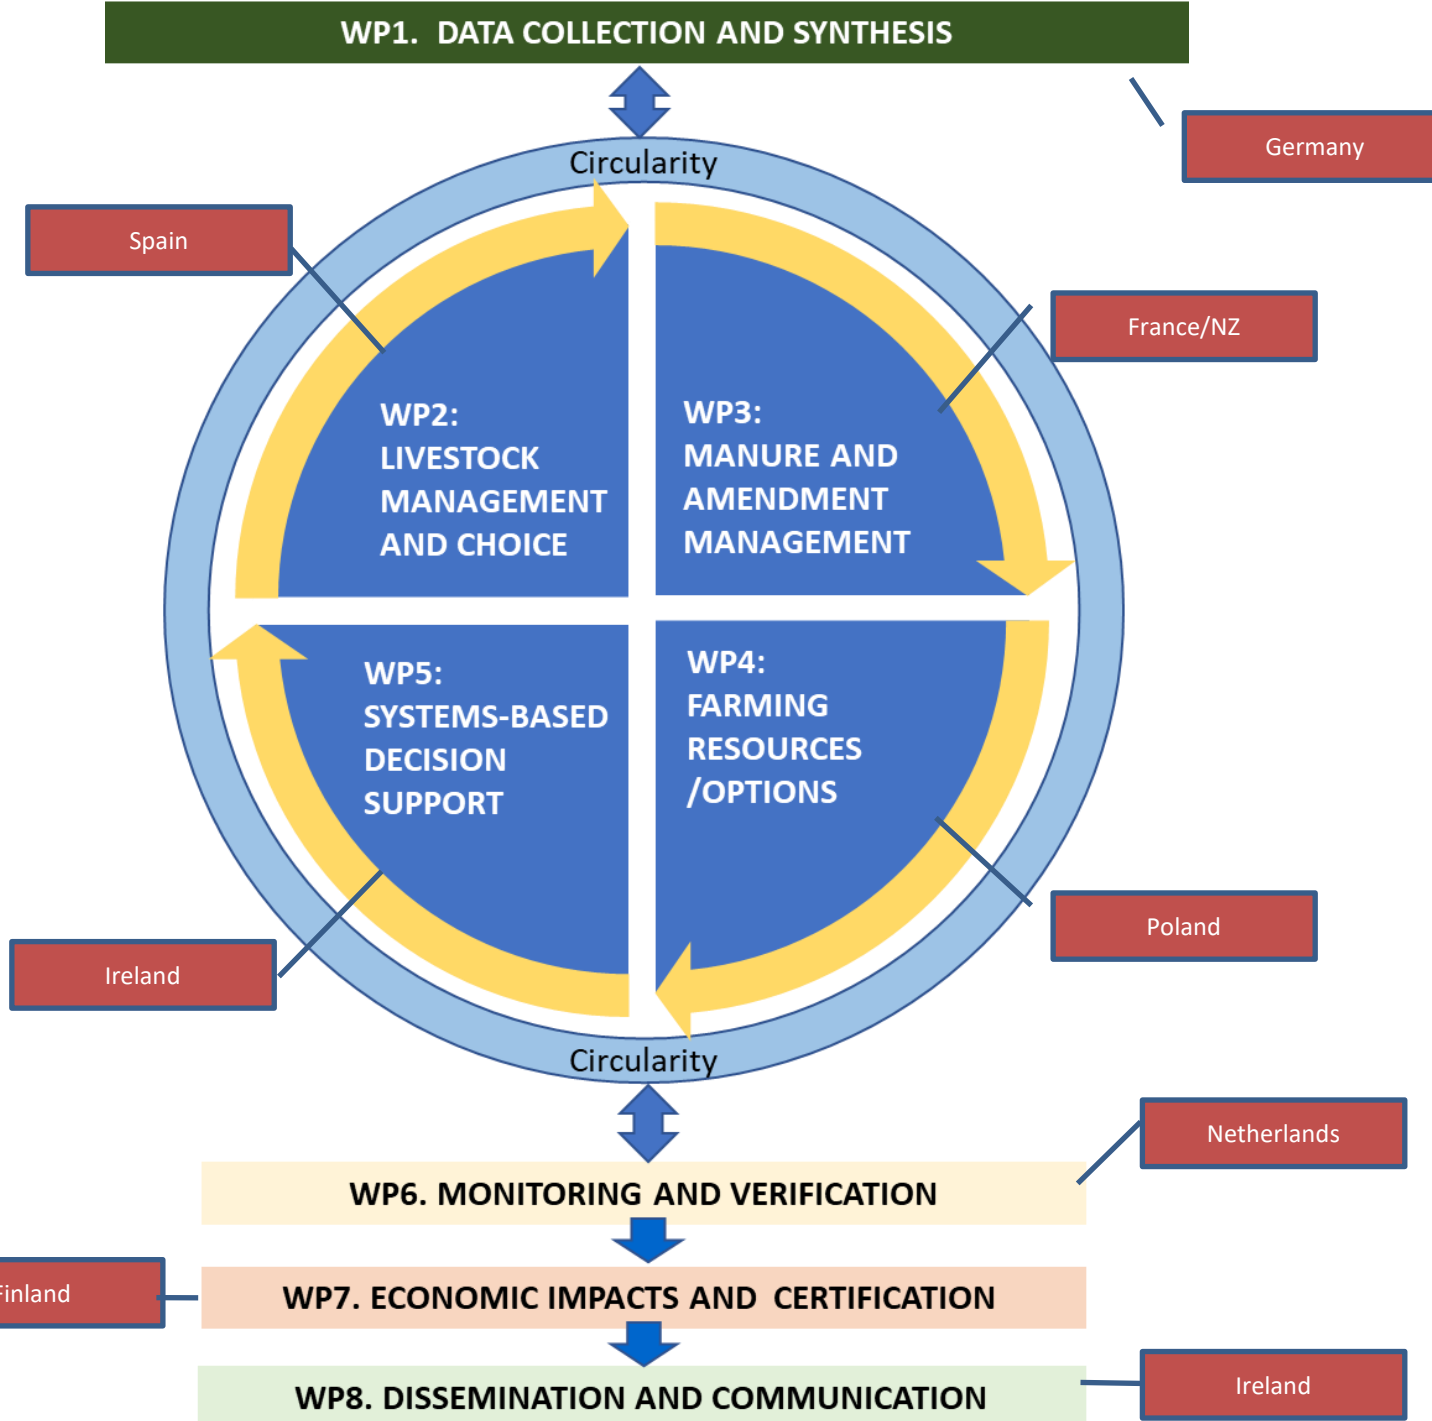 WP1. DATA COLLECTION AND SYNTHESIS
Germany
Circularity
Spain
France/NZ
WP2:
LIVESTOCK
MANAGEMENT
AND CHOICE
WP3:
MANURE AND
AMENDMENT
MANAGEMENT
WP5:
SYSTEMS-BASED
DECISION
SUPPORT
WP4:
FARMING
RESOURCES
/OPTIONS
Poland
Ireland
Circularity
Netherlands
WP6. MONITORING AND VERIFICATION
Finland
WP7. ECONOMIC IMPACTS AND CERTIFICATION
Ireland
WP8. DISSEMINATION AND COMMUNICATION